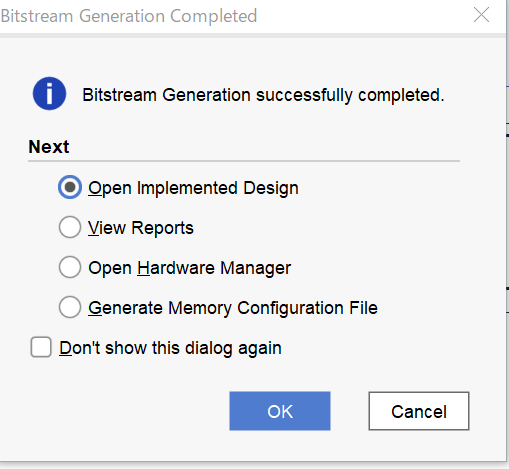 Bitstream Generation Completed
Bitstream Generation successfully completed.
Next
Open Implemented Design
View Reports
Open Hardware Manager
Generate Memory Configuration File
Don't show this dialog again
OK
Cancel